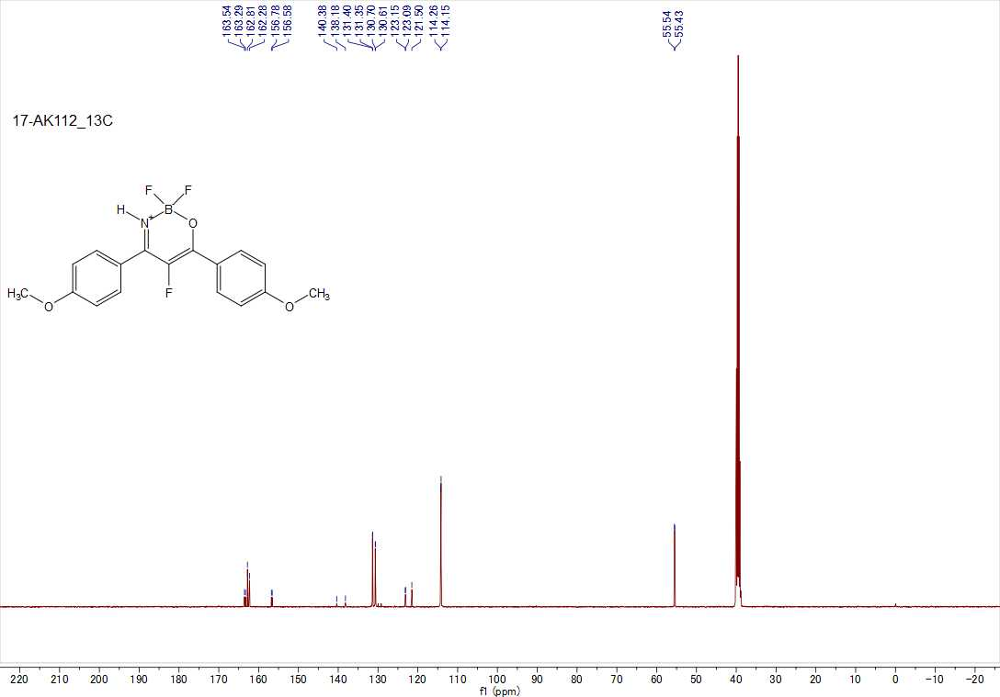 163.54
163.29
162.81
162.28
156.78
156.58
140.38
138.18
131.40
131.35
130.70
130.61
123.15
123.09
121.50
114.26
114.15
55.54
55.43
17-AK112_13C
F F
H N+ B O
F
H₃C O
O CH₃
220 210 200 190 180 170 160 150 140 130 120 110 100 90 80 70 60 50 40 30 20 10 0 -10 -20
f1 (ppm)